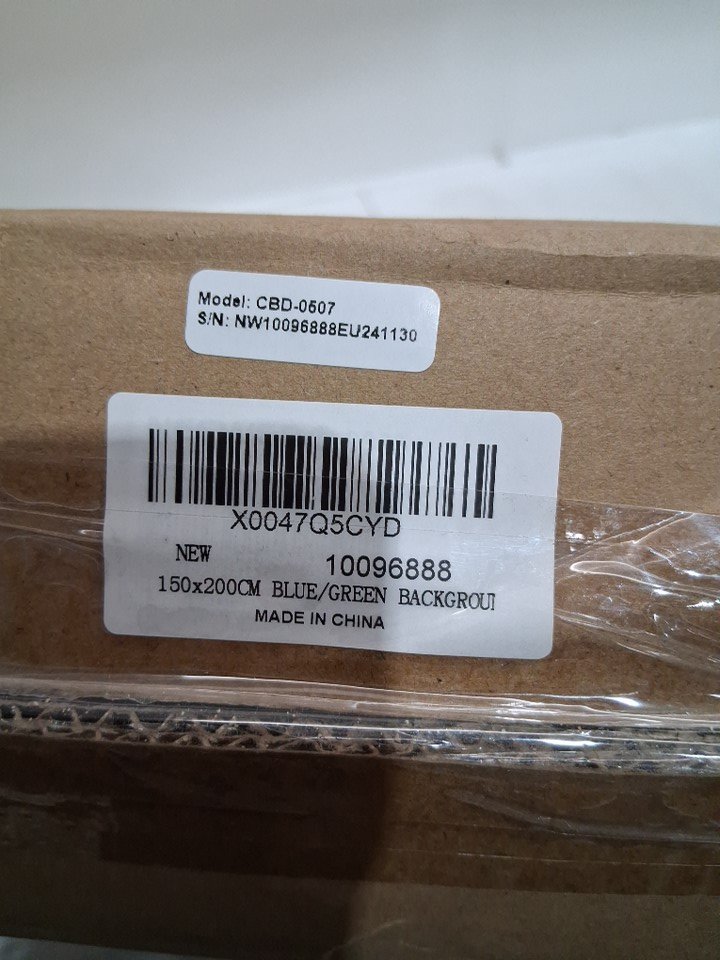 Model: CBD-0507
S/N: NW10096888EU241130
X0047Q5CYD
NEW 10096888
150x200CM BLUE/GREEN BACKGROUI
MADE IN CHINA